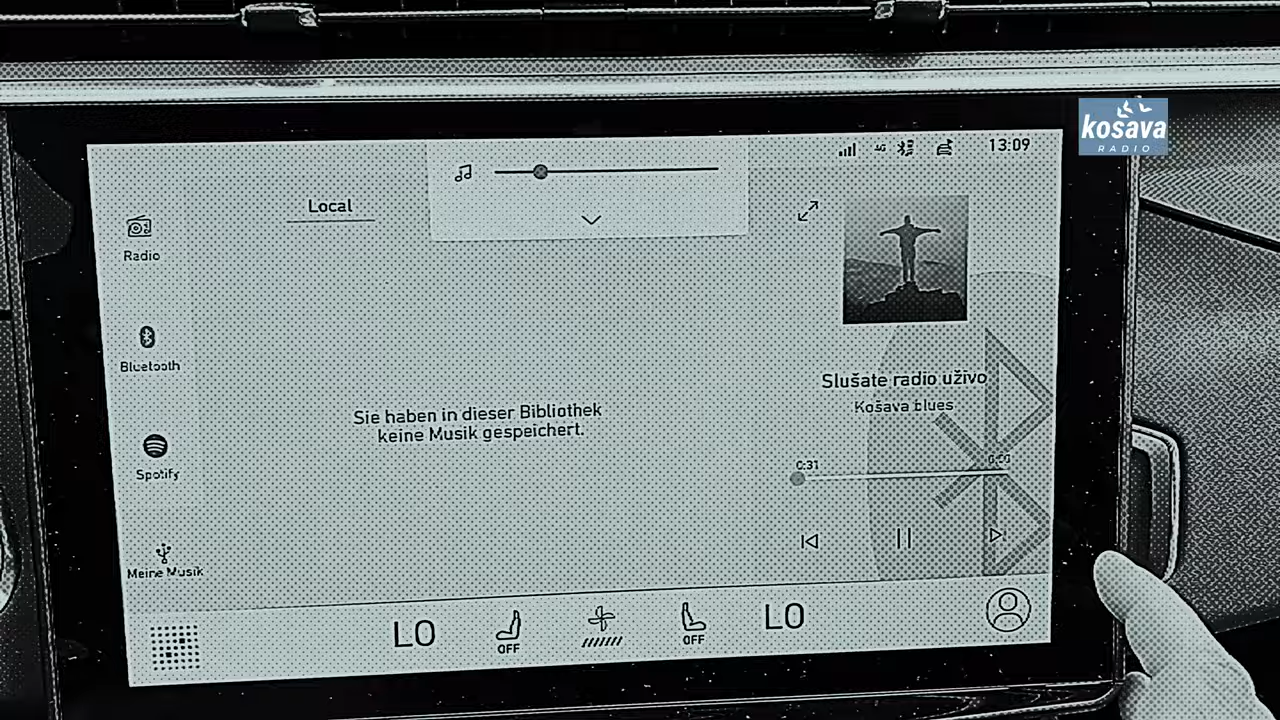 kosava
RADIO
4G
13:09
Local
Radio
Bluetooth
Spotify
Meine Musik
Sie haben in dieser Bibliothek
keine Musik gespeichert.
Slušate radio uživo
Košava blues
0:31
LO
OFF
OFF
LO